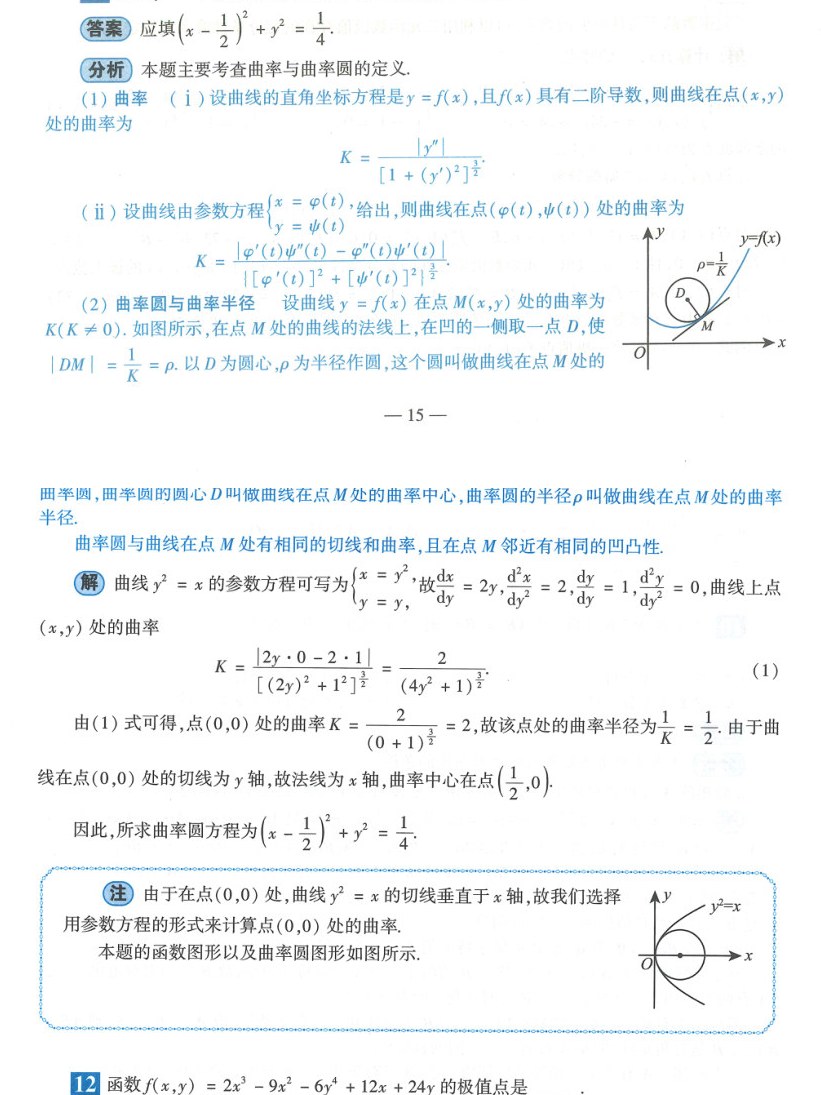 答案 应填(x - 1/2)² + y² = 1/4.
分析 本题主要考查曲率与曲率圆的定义.
(1) 曲率 (ⅰ) 设曲线的直角坐标方程是 y = f(x),且f(x) 具有二阶导数,则曲线在点(x,y)
处的曲率为
K = |y″| / [1 + (y′)²]^(3/2).
(ⅱ) 设曲线由参数方程{x = φ(t), y = ψ(t) 给出,则曲线在点(φ(t),ψ(t)) 处的曲率为
K = |φ′(t)ψ″(t) - φ″(t)ψ′(t)| / {[φ′(t)]² + [ψ′(t)]²}^(3/2).
(2) 曲率圆与曲率半径 设曲线 y = f(x) 在点 M(x,y) 处的曲率为
K(K ≠ 0). 如图所示,在点 M 处的曲线的法线上,在凹的一侧取一点 D,使
|DM| = 1/K = ρ. 以 D 为圆心,ρ 为半径作圆,这个圆叫做曲线在点 M 处的
y
y=f(x)
ρ=1/K
D
M
O
x
— 15 —
曲率圆,曲率圆的圆心 D 叫做曲线在点 M 处的曲率中心,曲率圆的半径ρ 叫做曲线在点 M 处的曲率
半径.
曲率圆与曲线在点 M 处有相同的切线和曲率,且在点 M 邻近有相同的凹凸性.
解 曲线 y² = x 的参数方程可写为{x = y², y = y, 故dx/dy = 2y, d²x/dy² = 2, dy/dy = 1, d²y/dy² = 0,曲线上点
(x,y) 处的曲率
K = |2y·0 - 2·1| / [(2y)² + 1²]^(3/2) = 2 / (4y² + 1)^(3/2). (1)
由(1) 式可得,点(0,0) 处的曲率 K = 2 / (0 + 1)^(3/2) = 2,故该点处的曲率半径为1/K = 1/2. 由于曲
线在点(0,0) 处的切线为 y 轴,故法线为 x 轴,曲率中心在点(1/2,0).
因此,所求曲率圆方程为(x - 1/2)² + y² = 1/4.
注 由于在点(0,0) 处,曲线 y² = x 的切线垂直于 x 轴,故我们选择
用参数方程的形式来计算点(0,0) 处的曲率.
本题的函数图形以及曲率圆图形如图所示.
y
y²=x
O
x
12 函数 f(x,y) = 2x³ - 9x² - 6y⁴ + 12x + 24y 的极值点是 ______.